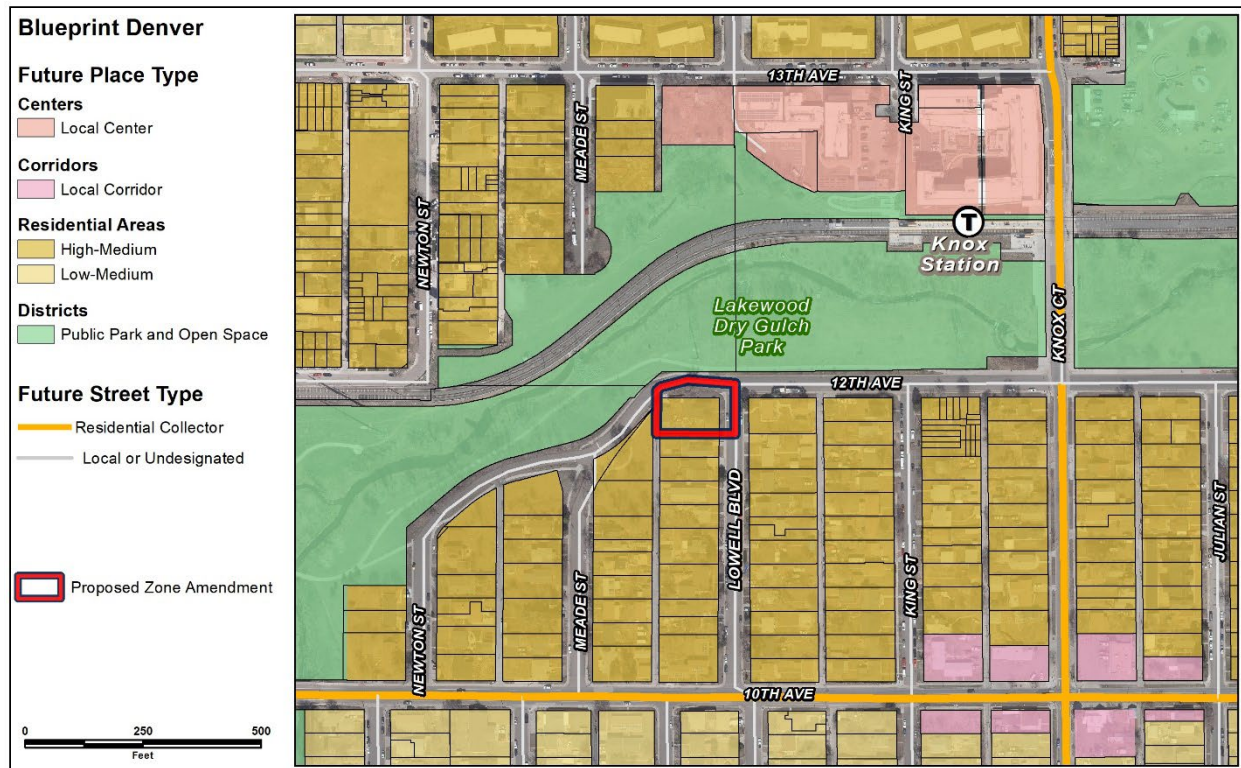 Blueprint Denver
Future Place Type
Centers
Local Center
Corridors
Local Corridor
Residential Areas
High-Medium
Low-Medium
Districts
Public Park and Open Space
Future Street Type
Residential Collector
Local or Undesignated
Proposed Zone Amendment
0 250 500
Feet
13TH AVE
KING ST
MEADE ST
NEWTON ST
T
Knox
Station
KNOX CT
Lakewood
Dry Gulch
Park
12TH AVE
LOWELL BLVD
KING ST
JULIAN ST
MEADE ST
NEWTON ST
10TH AVE